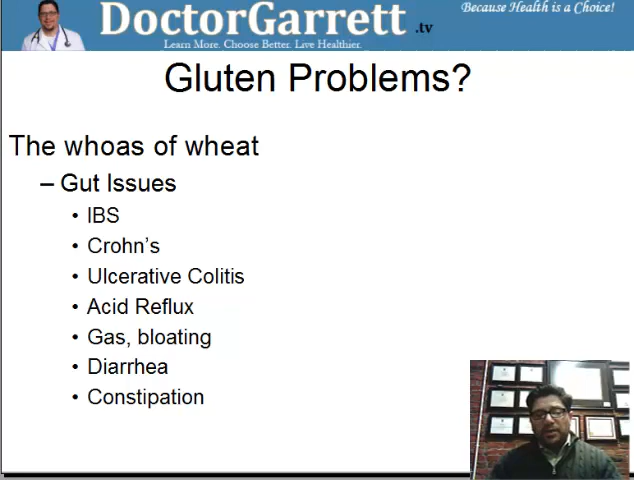 DoctorGarrett.tv
Because Health is a Choice!
Learn More. Choose Better. Live Healthier.
Gluten Problems?
The whoas of wheat
– Gut Issues
• IBS
• Crohn's
• Ulcerative Colitis
• Acid Reflux
• Gas, bloating
• Diarrhea
• Constipation